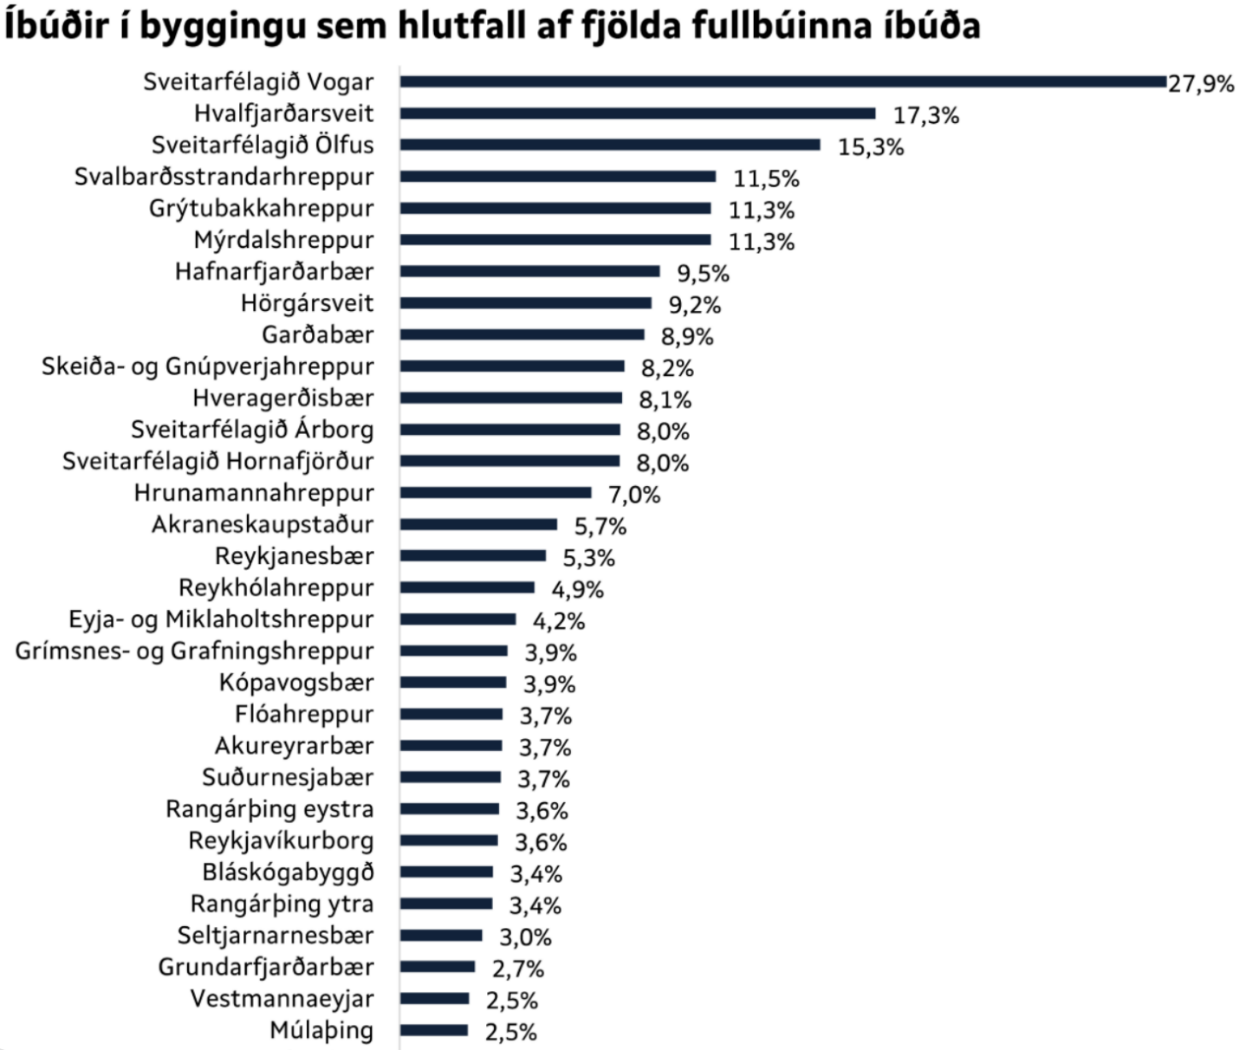 Íbúðir í byggingu sem hlutfall af fjölda fullbúinna íbúða
Sveitarfélagið Vogar 27,9%
Hvalfjarðarsveit 17,3%
Sveitarfélagið Ölfus 15,3%
Svalbarðsstrandarhreppur 11,5%
Grýtubakkahreppur 11,3%
Mýrdalshreppur 11,3%
Hafnarfjarðarbær 9,5%
Hörgársveit 9,2%
Garðabær 8,9%
Skeiða- og Gnúpverjahreppur 8,2%
Hveragerðisbær 8,1%
Sveitarfélagið Árborg 8,0%
Sveitarfélagið Hornafjörður 8,0%
Hrunamannahreppur 7,0%
Akraneskaupstaður 5,7%
Reykjanesbær 5,3%
Reykhólahreppur 4,9%
Eyja- og Miklaholtshreppur 4,2%
Grímsnes- og Grafningshreppur 3,9%
Kópavogsbær 3,9%
Flóahreppur 3,7%
Akureyrarbær 3,7%
Suðurnesjabær 3,7%
Rangárþing eystra 3,6%
Reykjavíkurborg 3,6%
Bláskógabyggð 3,4%
Rangárþing ytra 3,4%
Seltjarnarnesbær 3,0%
Grundarfjarðarbær 2,7%
Vestmannaeyjar 2,5%
Múlaþing 2,5%